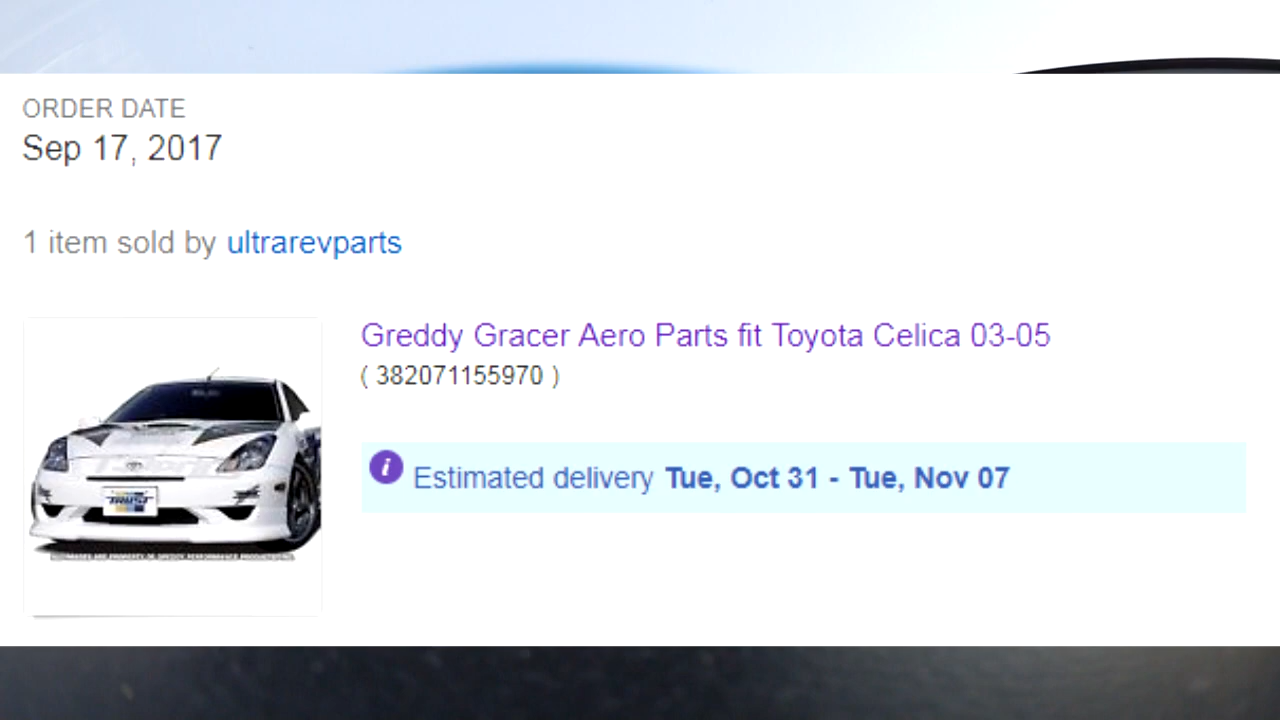 ORDER DATE
Sep 17, 2017
1 item sold by ultrarevparts
Greddy Gracer Aero Parts fit Toyota Celica 03-05
( 382071155970 )
i Estimated delivery Tue, Oct 31 - Tue, Nov 07
TRUST